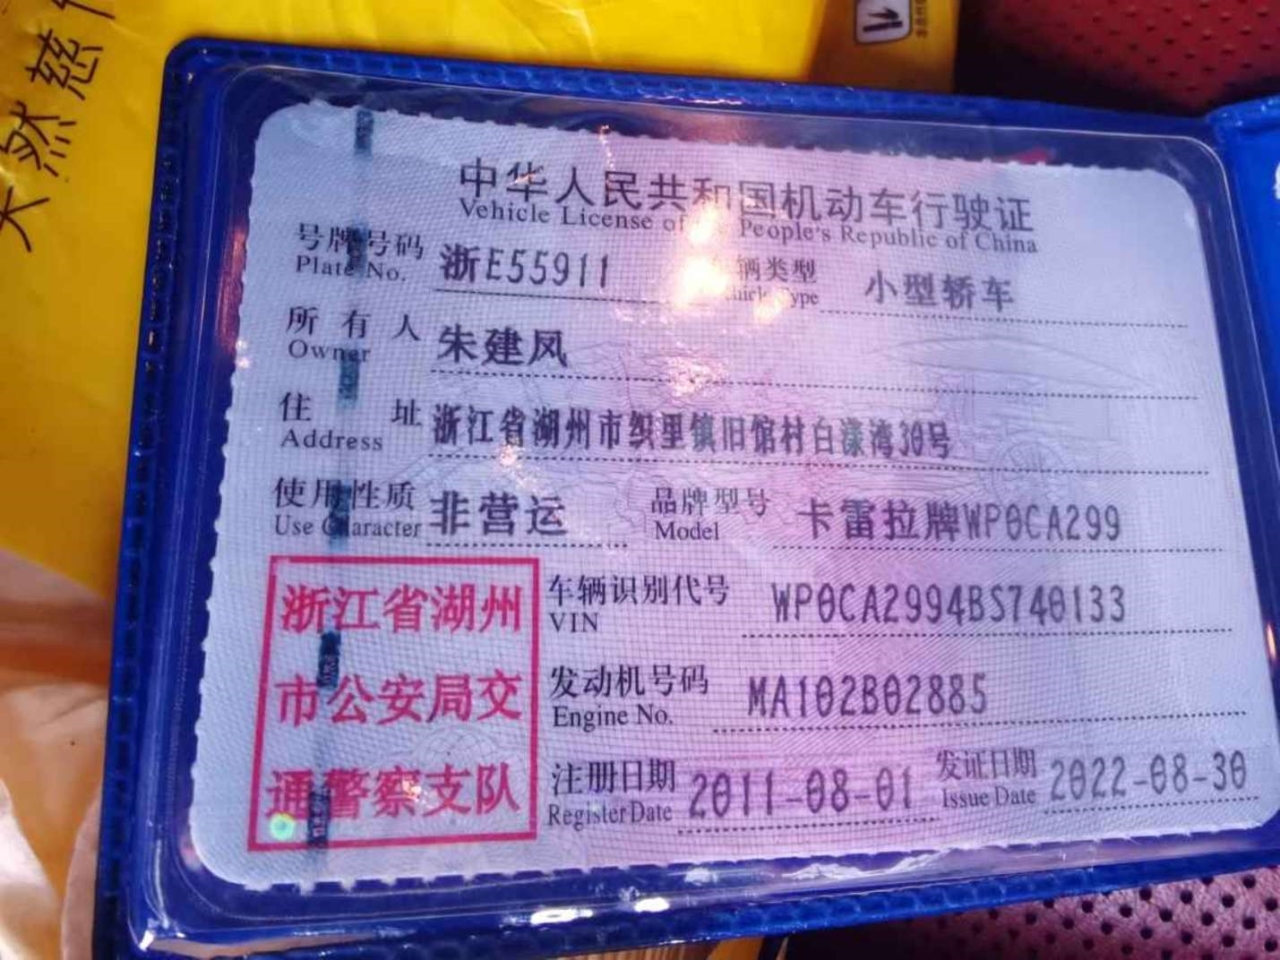 天然慈
中华人民共和国机动车行驶证
Vehicle License of People's Republic of China
号牌号码 浙E55911 辆类型 小型轿车
Plate No. Type
所有人 朱建凤
Owner
住址 浙江省湖州市织里镇旧馆村白漾湾30号
Address
使用性质 非营运 品牌型号 卡雷拉牌WP0CA299
Use Character Model
浙江省湖州
市公安局交
通警察支队
车辆识别代号 WP0CA2994BS740133
VIN
发动机号码 MA102B02885
Engine No.
注册日期 2011-08-01 发证日期 2022-08-30
Register Date Issue Date